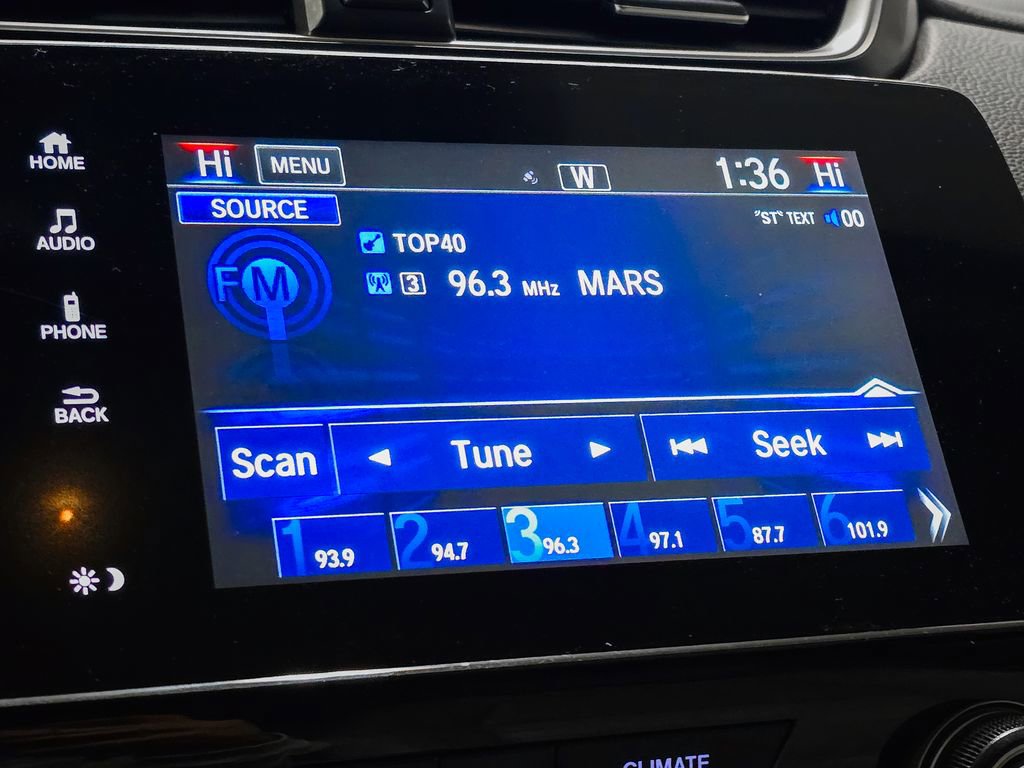 HOME
AUDIO
PHONE
BACK
Hi MENU W 1:36 Hi
SOURCE "ST" TEXT 00
FM
TOP40
3 96.3 MHz MARS
Scan Tune Seek
1 93.9 2 94.7 3 96.3 4 97.1 5 87.7 6 101.9
CLIMATE